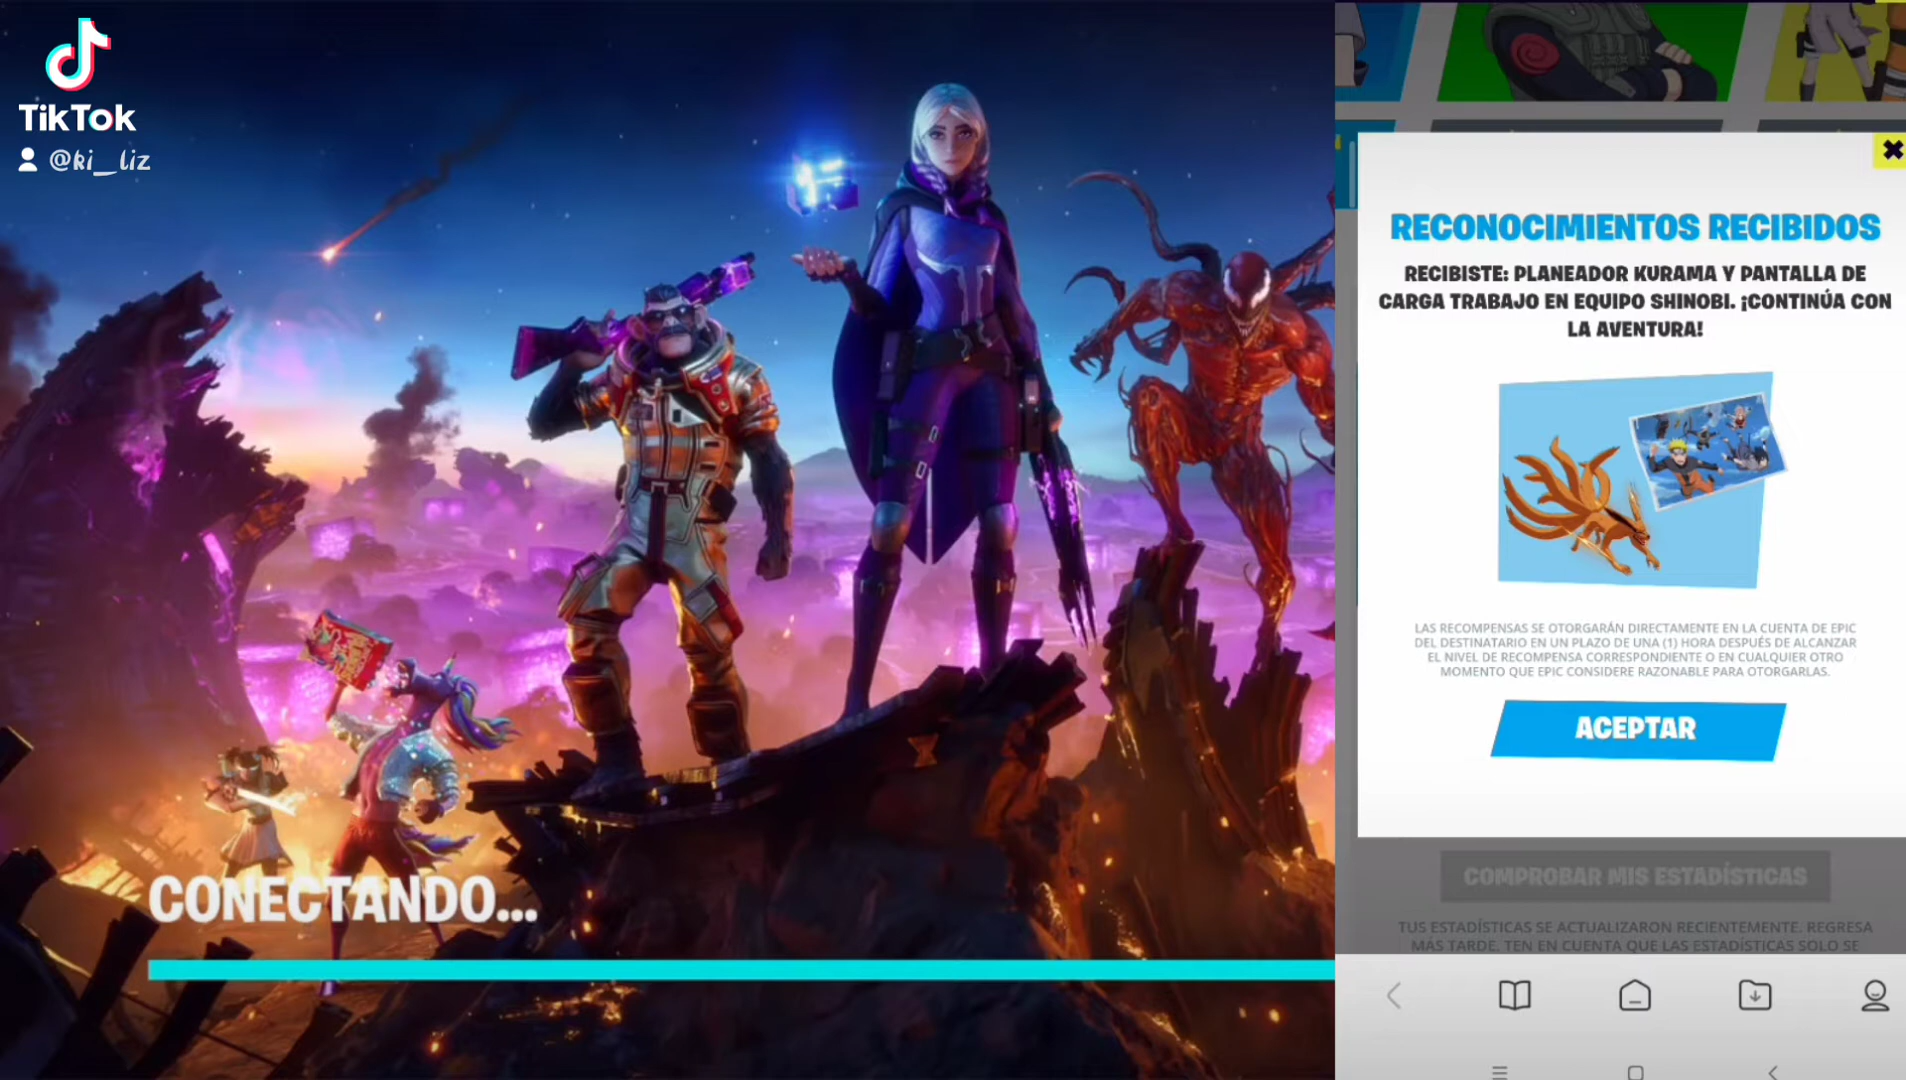 TikTok
@ki__liz
CONECTANDO...
RECONOCIMIENTOS RECIBIDOS
RECIBISTE: PLANEADOR KURAMA Y PANTALLA DE
CARGA TRABAJO EN EQUIPO SHINOBI. ¡CONTINÚA CON
LA AVENTURA!
LAS RECOMPENSAS SE OTORGARÁN DIRECTAMENTE EN LA CUENTA DE EPIC
DEL DESTINATARIO EN UN PLAZO DE UNA (1) HORA DESPUÉS DE ALCANZAR
EL NIVEL DE RECOMPENSA CORRESPONDIENTE O EN CUALQUIER OTRO
MOMENTO QUE EPIC CONSIDERE RAZONABLE PARA OTORGARLAS.
ACEPTAR
COMPROBAR MIS ESTADÍSTICAS
TUS ESTADÍSTICAS SE ACTUALIZARON RECIENTEMENTE. REGRESA
MÁS TARDE. TEN EN CUENTA QUE LAS ESTADÍSTICAS SOLO SE